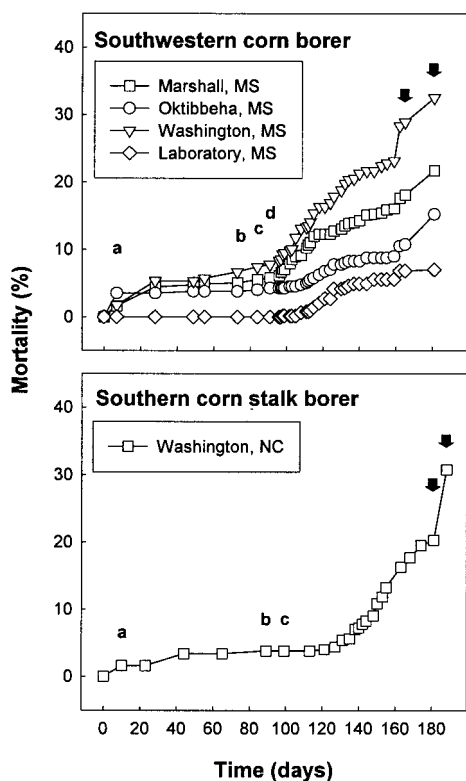 Southwestern corn borer
Marshall, MS
Oktibbeha, MS
Washington, MS
Laboratory, MS
a
b
c
d
40
30
20
10
0
Mortality (%)
Southern corn stalk borer
Washington, NC
a
b
c
40
30
20
10
0
0 20 40 60 80 100 120 140 160 180
Time (days)